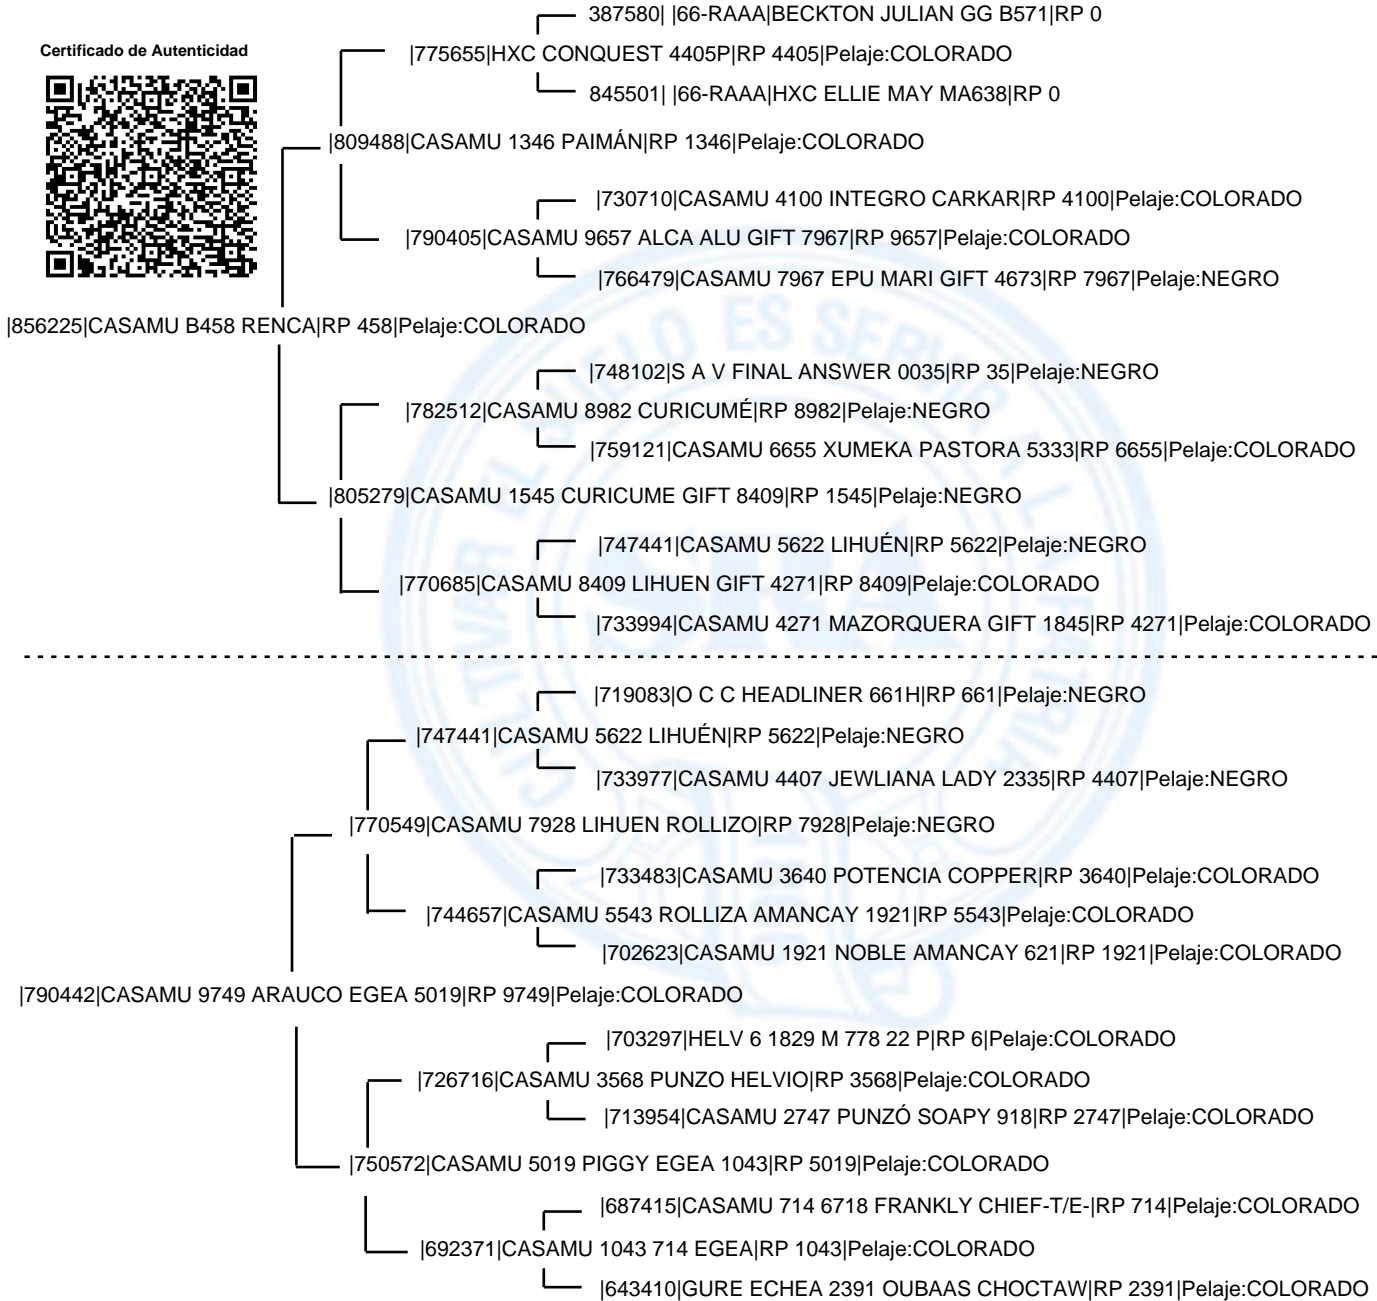 387580| |66-RAAA|BECKTON JULIAN GG B571|RP 0
Certificado de Autenticidad
|775655|HXC CONQUEST 4405P|RP 4405|Pelaje:COLORADO
845501| |66-RAAA|HXC ELLIE MAY MA638|RP 0
|809488|CASAMU 1346 PAIMÁN|RP 1346|Pelaje:COLORADO
|730710|CASAMU 4100 INTEGRO CARKAR|RP 4100|Pelaje:COLORADO
|790405|CASAMU 9657 ALCA ALU GIFT 7967|RP 9657|Pelaje:COLORADO
|766479|CASAMU 7967 EPU MARI GIFT 4673|RP 7967|Pelaje:NEGRO
|856225|CASAMU B458 RENCA|RP 458|Pelaje:COLORADO
|748102|S A V FINAL ANSWER 0035|RP 35|Pelaje:NEGRO
|782512|CASAMU 8982 CURICUMÉ|RP 8982|Pelaje:NEGRO
|759121|CASAMU 6655 XUMEKA PASTORA 5333|RP 6655|Pelaje:COLORADO
|805279|CASAMU 1545 CURICUME GIFT 8409|RP 1545|Pelaje:NEGRO
|747441|CASAMU 5622 LIHUÉN|RP 5622|Pelaje:NEGRO
|770685|CASAMU 8409 LIHUEN GIFT 4271|RP 8409|Pelaje:COLORADO
|733994|CASAMU 4271 MAZORQUERA GIFT 1845|RP 4271|Pelaje:COLORADO
|719083|O C C HEADLINER 661H|RP 661|Pelaje:NEGRO
|747441|CASAMU 5622 LIHUÉN|RP 5622|Pelaje:NEGRO
|733977|CASAMU 4407 JEWLIANA LADY 2335|RP 4407|Pelaje:NEGRO
|770549|CASAMU 7928 LIHUEN ROLLIZO|RP 7928|Pelaje:NEGRO
|733483|CASAMU 3640 POTENCIA COPPER|RP 3640|Pelaje:COLORADO
|744657|CASAMU 5543 ROLLIZA AMANCAY 1921|RP 5543|Pelaje:COLORADO
|702623|CASAMU 1921 NOBLE AMANCAY 621|RP 1921|Pelaje:COLORADO
|790442|CASAMU 9749 ARAUCO EGEA 5019|RP 9749|Pelaje:COLORADO
|703297|HELV 6 1829 M 778 22 P|RP 6|Pelaje:COLORADO
|726716|CASAMU 3568 PUNZO HELVIO|RP 3568|Pelaje:COLORADO
|713954|CASAMU 2747 PUNZÓ SOAPY 918|RP 2747|Pelaje:COLORADO
|750572|CASAMU 5019 PIGGY EGEA 1043|RP 5019|Pelaje:COLORADO
|687415|CASAMU 714 6718 FRANKLY CHIEF-T/E-|RP 714|Pelaje:COLORADO
|692371|CASAMU 1043 714 EGEA|RP 1043|Pelaje:COLORADO
|643410|GURE ECHEA 2391 OUBAAS CHOCTAW|RP 2391|Pelaje:COLORADO
CULTIVAR EL SUELO ES SERVIR A LA PATRIA
SRA
1866